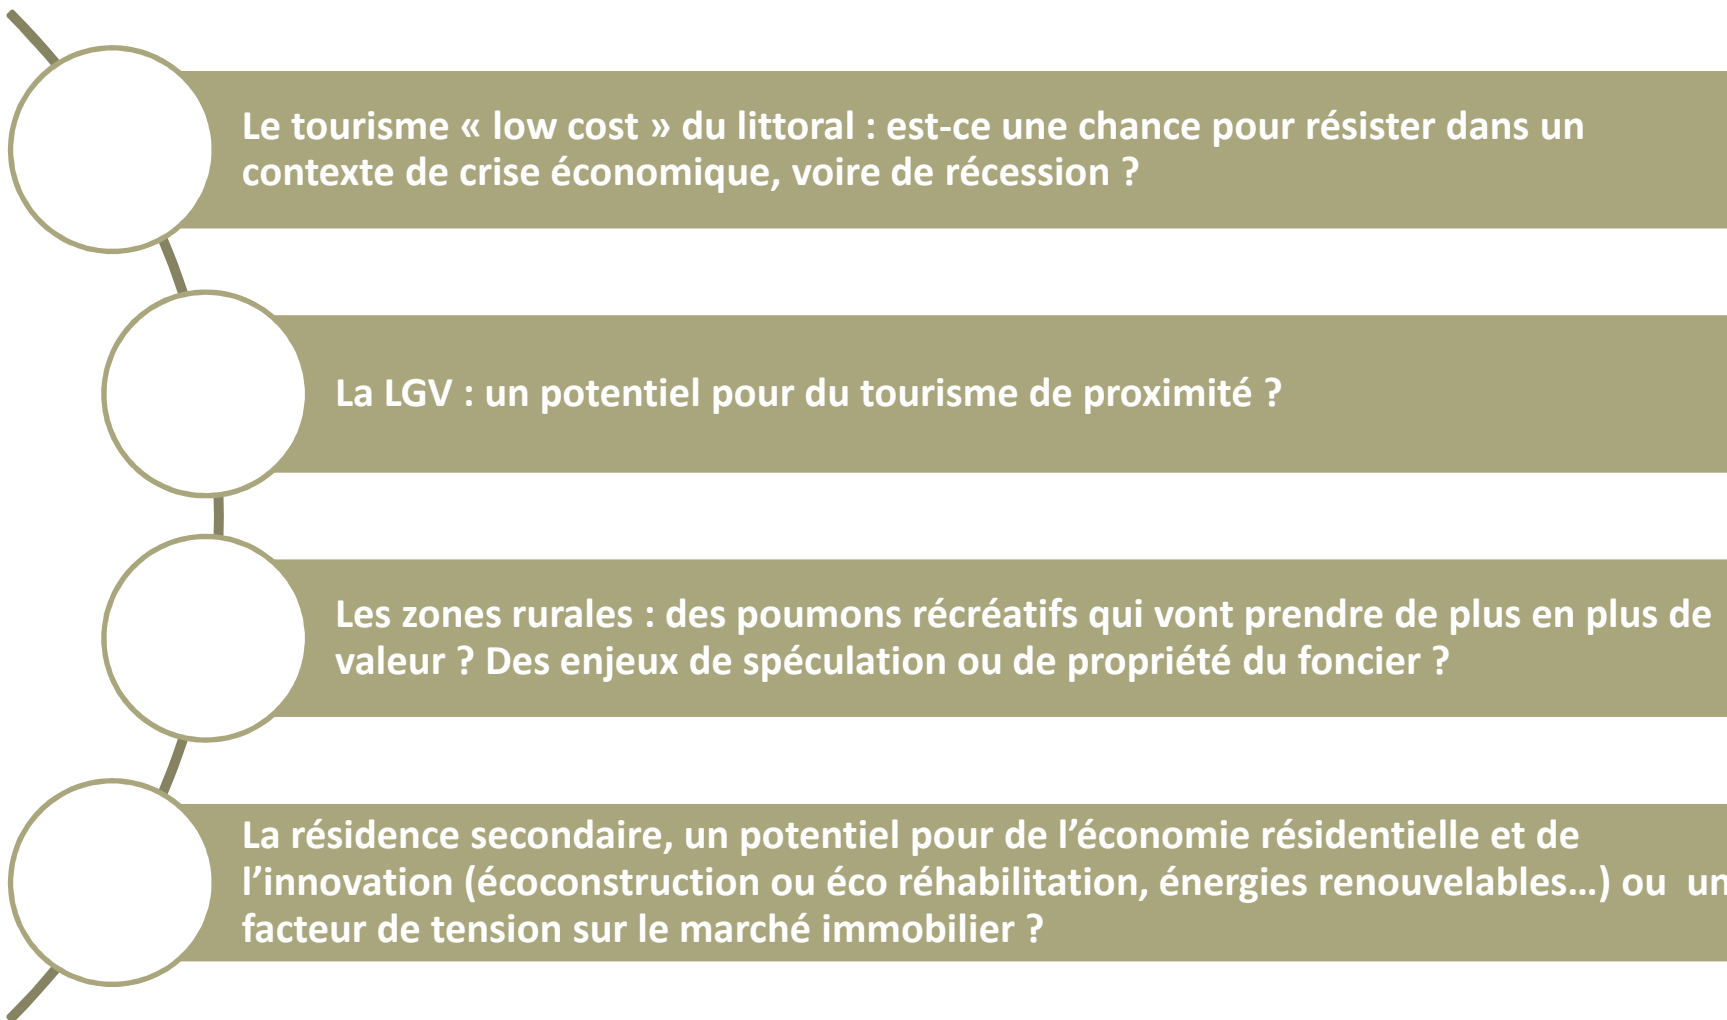 Le tourisme « low cost » du littoral : est-ce une chance pour résister dans un
contexte de crise économique, voire de récession ?
La LGV : un potentiel pour du tourisme de proximité ?
Les zones rurales : des poumons récréatifs qui vont prendre de plus en plus de
valeur ? Des enjeux de spéculation ou de propriété du foncier ?
La résidence secondaire, un potentiel pour de l’économie résidentielle et de
l’innovation (écoconstruction ou éco réhabilitation, énergies renouvelables…) ou un
facteur de tension sur le marché immobilier ?